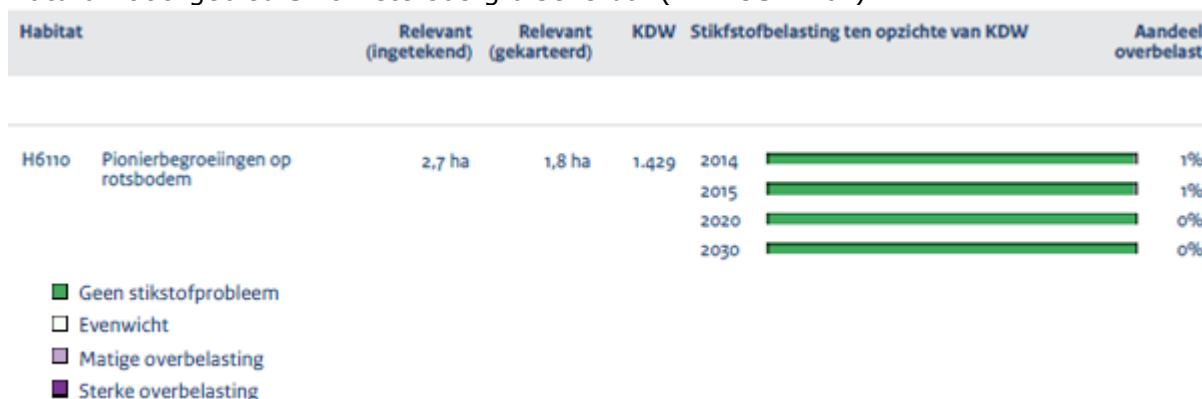 Habitat Relevant (ingetekend) Relevant (gekarteerd) KDW Stikfstofbelasting ten opzichte van KDW Aandeel overbelast
H6110 Pionierbegroeiingen op rotsbodem 2,7 ha 1,8 ha 1.429 2014 1%
2015 1%
2020 0%
2030 0%
Geen stikstofprobleem
Evenwicht
Matige overbelasting
Sterke overbelasting